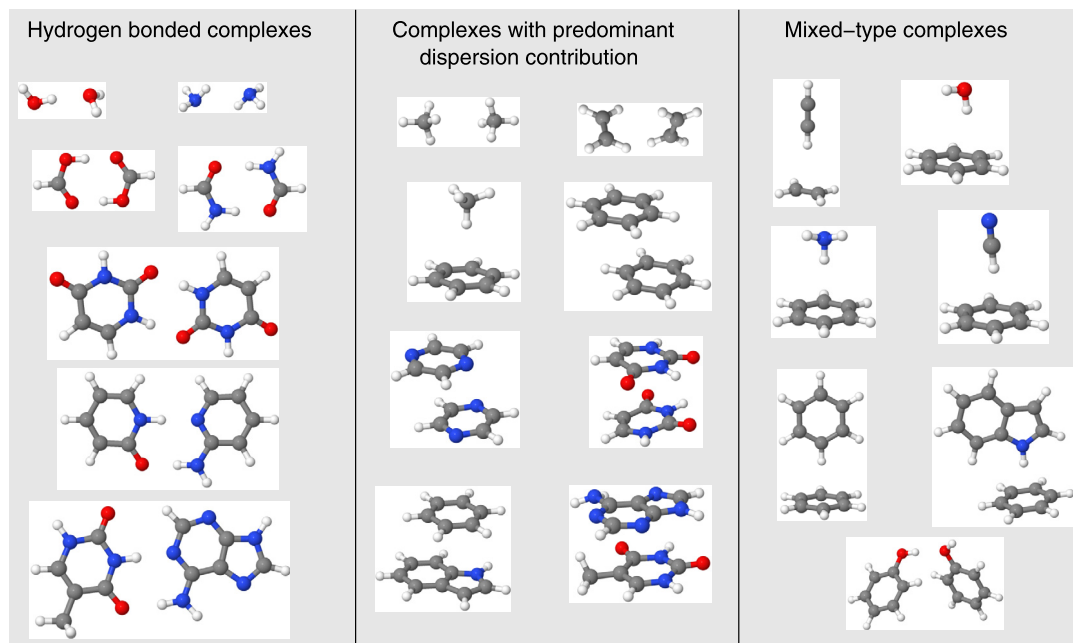 Hydrogen bonded complexes
Complexes with predominant
dispersion contribution
Mixed−type complexes